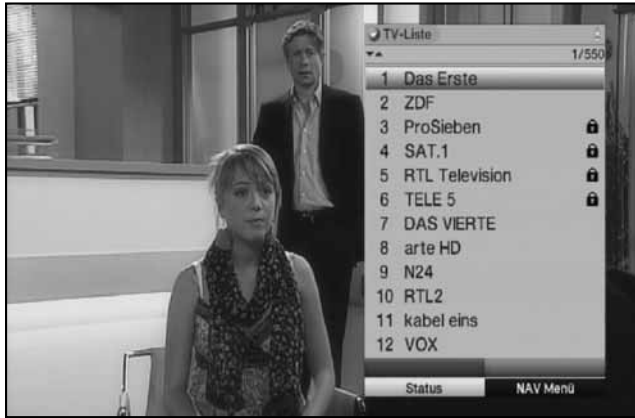 TV-Liste
1/550
1 Das Erste
2 ZDF
3 ProSieben
4 SAT.1
5 RTL Television
6 TELE 5
7 DAS VIERTE
8 arte HD
9 N24
10 RTL2
11 kabel eins
12 VOX
Status NAV Menü